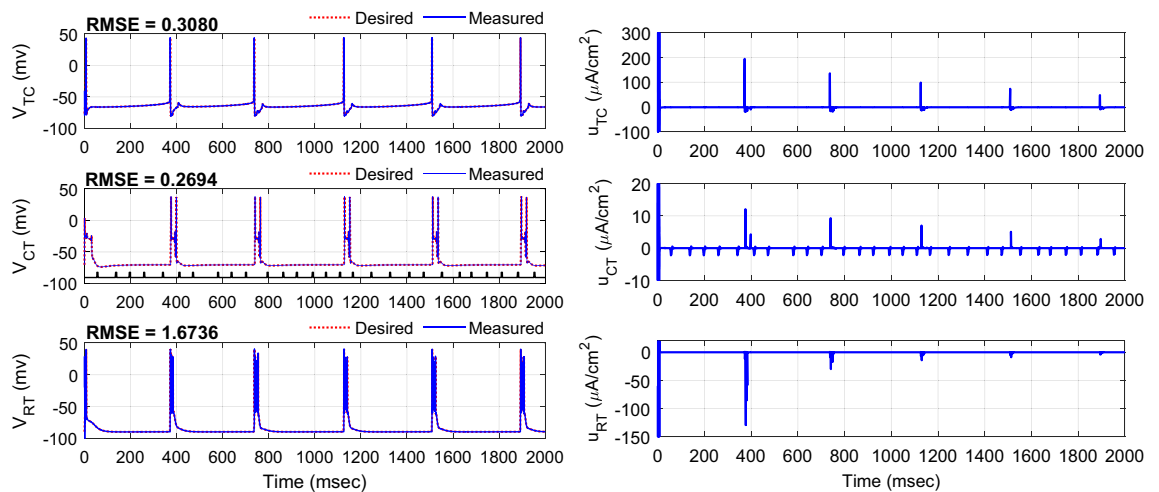 RMSE = 0.3080
Desired Measured
V_TC (mv)
50
0
-50
-100
0 200 400 600 800 1000 1200 1400 1600 1800 2000
RMSE = 0.2694
Desired Measured
V_CT (mv)
50
0
-50
-100
0 200 400 600 800 1000 1200 1400 1600 1800 2000
RMSE = 1.6736
Desired Measured
V_RT (mv)
50
0
-50
-100
0 200 400 600 800 1000 1200 1400 1600 1800 2000
Time (msec)
u_TC (μA/cm²)
300
200
100
0
-100
0 200 400 600 800 1000 1200 1400 1600 1800 2000
u_CT (μA/cm²)
20
10
0
-10
0 200 400 600 800 1000 1200 1400 1600 1800 2000
u_RT (μA/cm²)
0
-50
-100
-150
0 200 400 600 800 1000 1200 1400 1600 1800 2000
Time (msec)